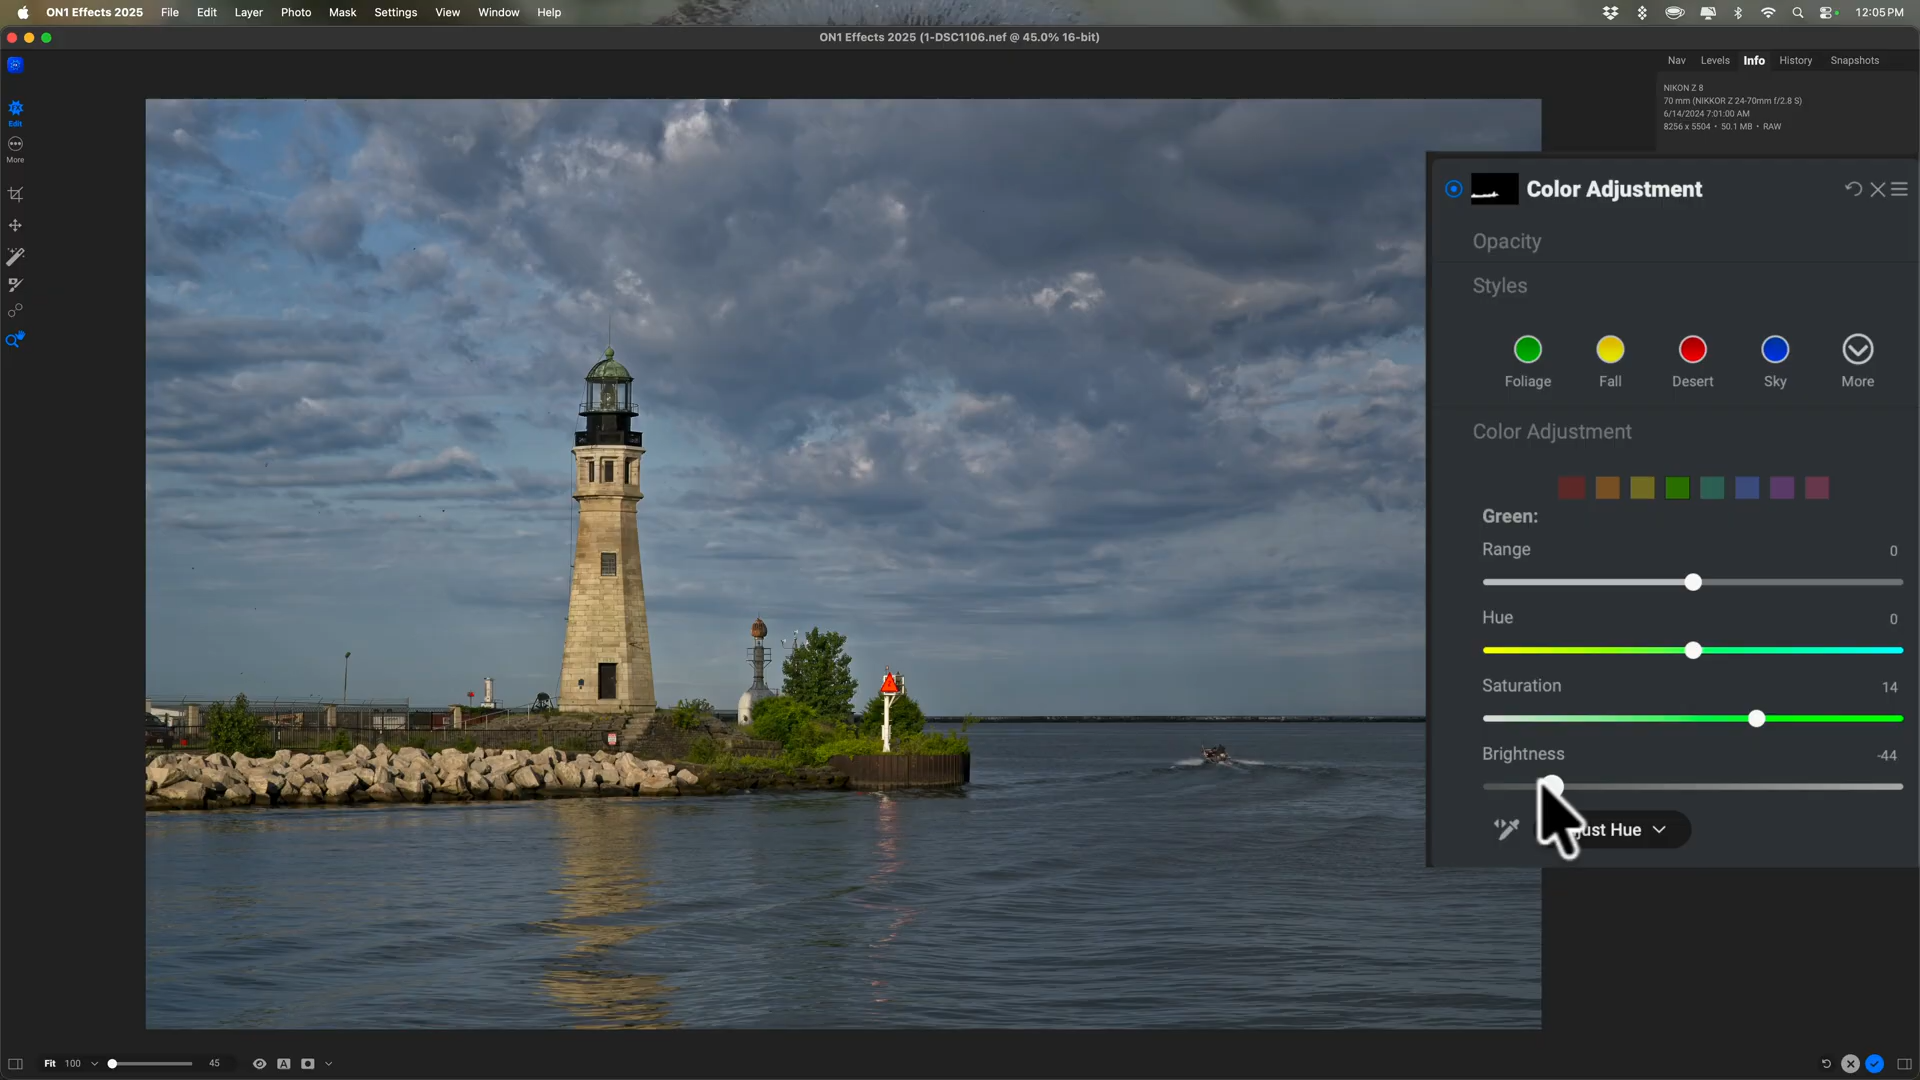 ON1 Effects 2025 File Edit Layer Photo Mask Settings View Window Help 12:05 PM
ON1 Effects 2025 (1-DSC1106.nef @ 45.0% 16-bit)
Nav Levels Info History Snapshots
NIKON Z 8
70 mm (NIKKOR Z 24-70mm f/2.8 S)
6/14/2024 7:01:00 AM
8256 x 5504 • 50.1 MB • RAW
Edit
More
Color Adjustment
Opacity
Styles
Foliage Fall Desert Sky More
Color Adjustment
Green:
Range 0
Hue 0
Saturation 14
Brightness -44
ust Hue
Fit 100 45 A